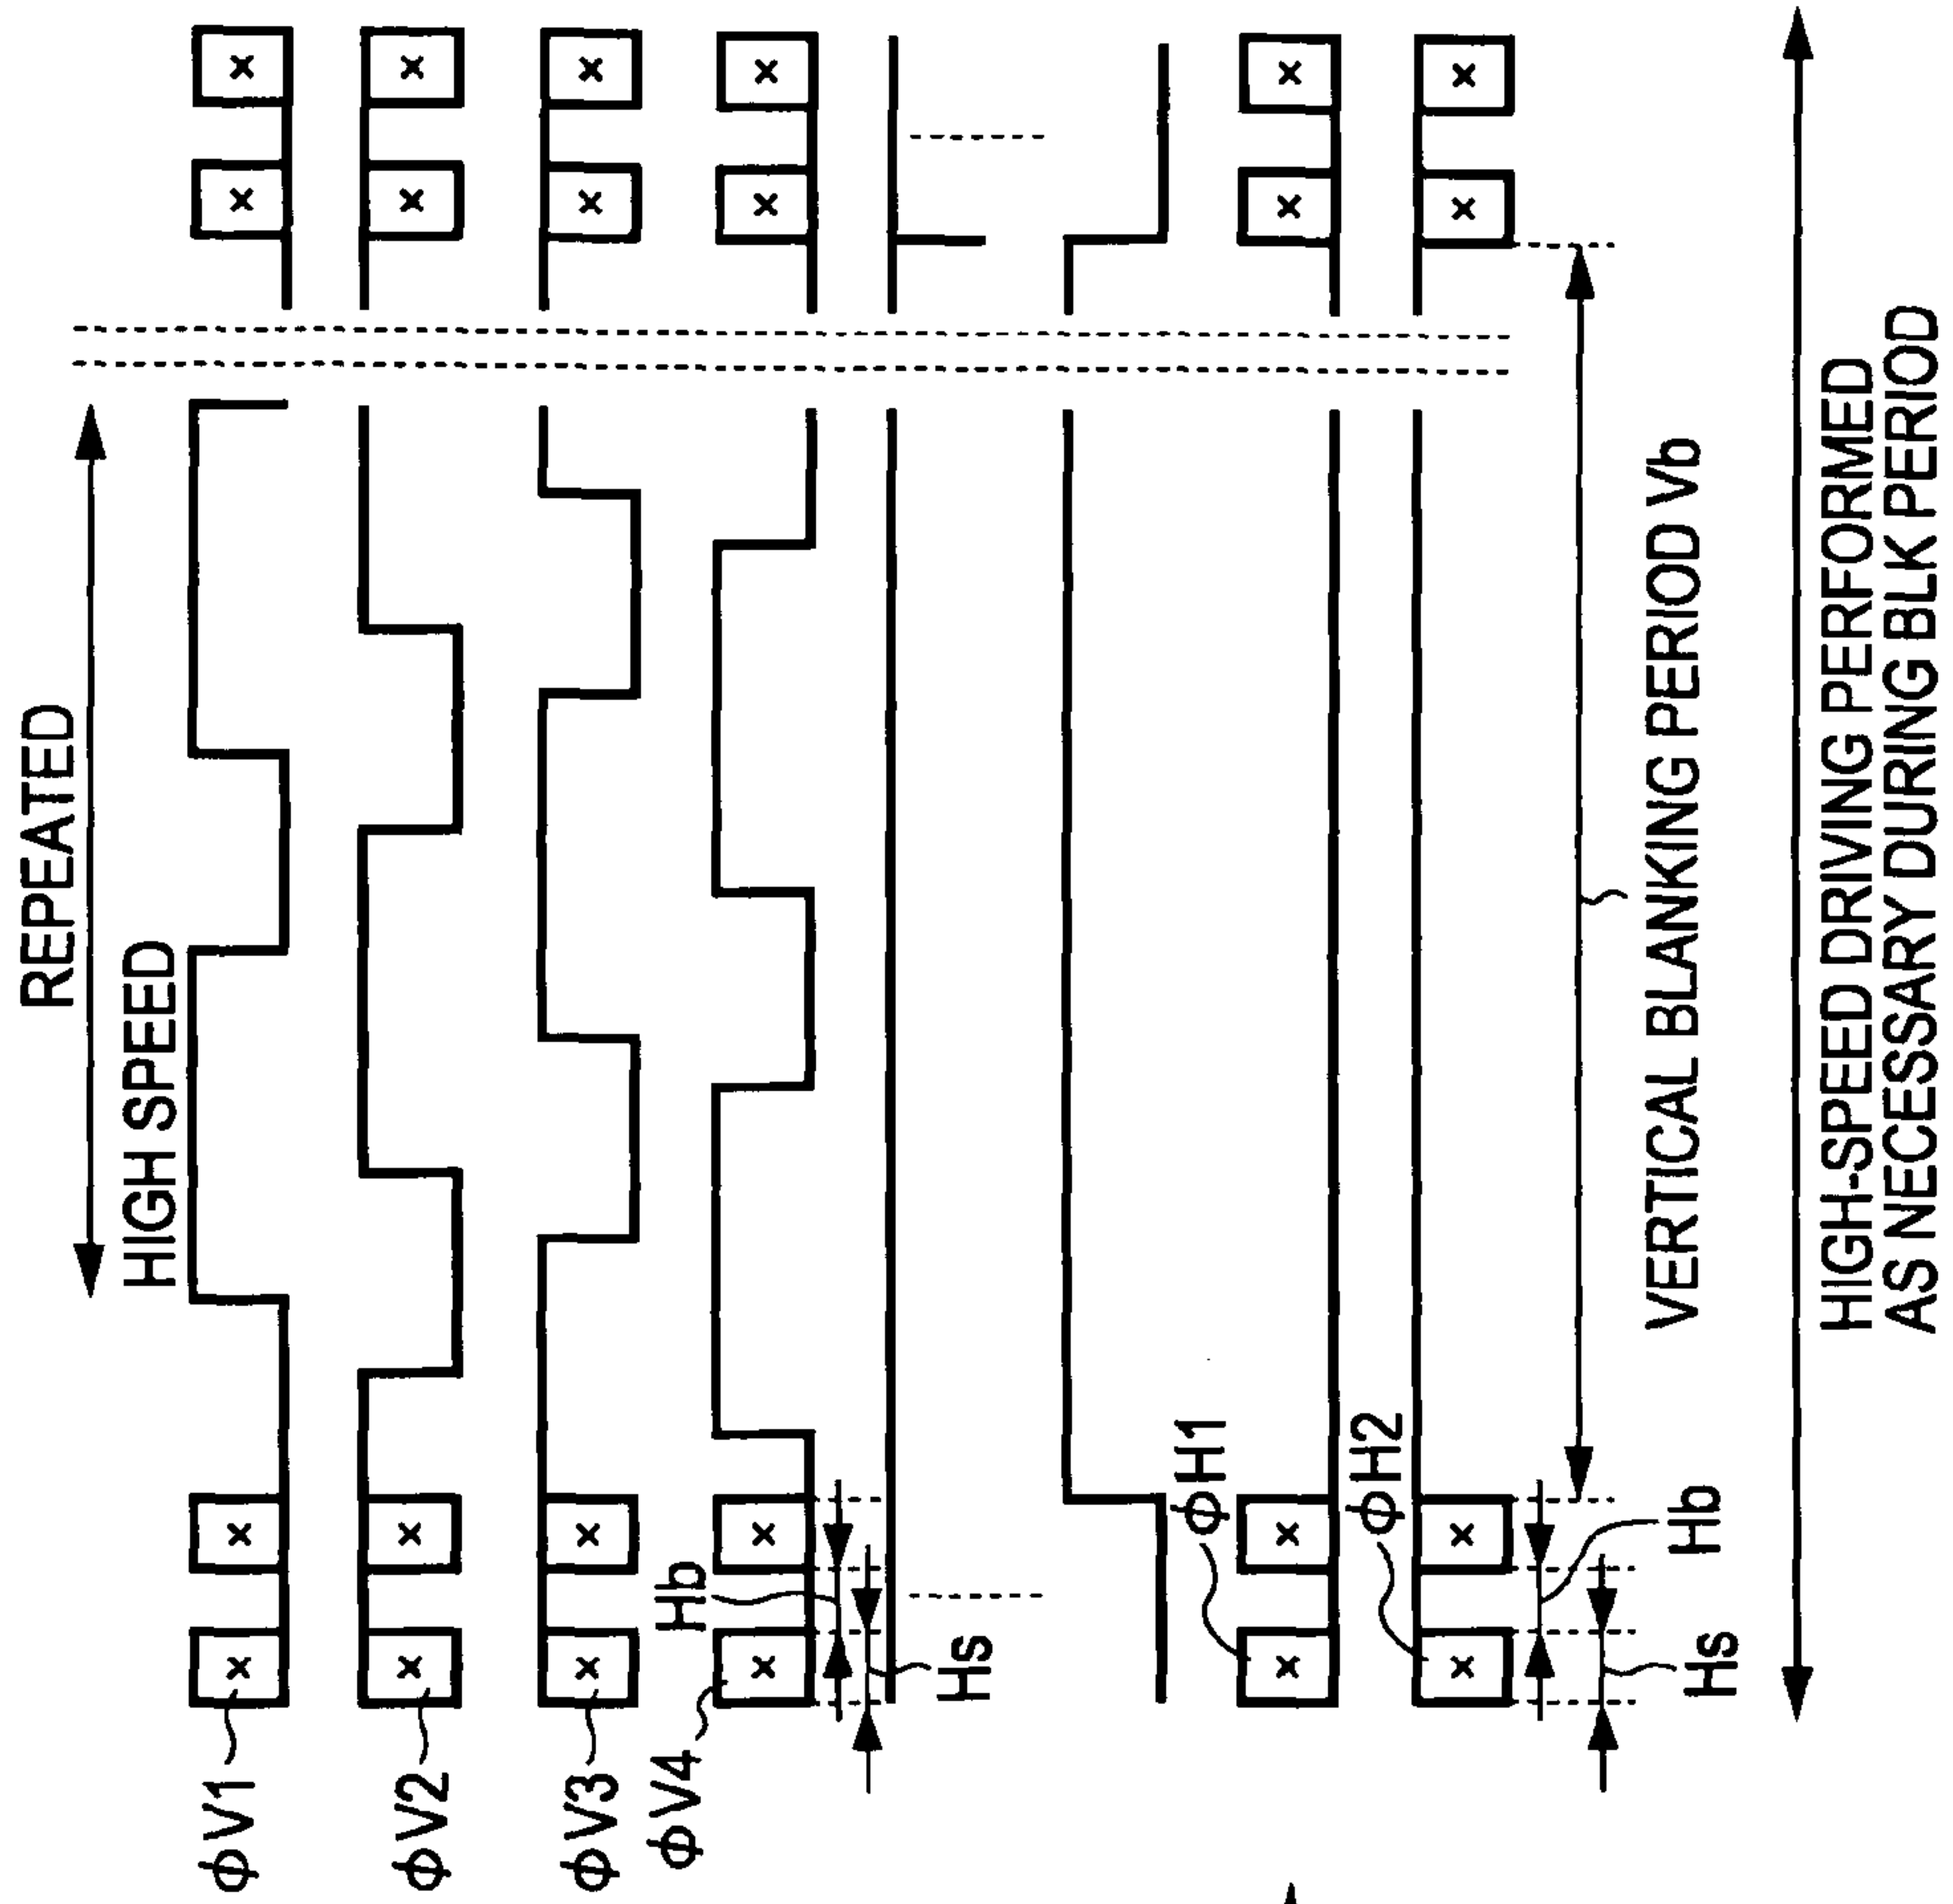 REPEATED
HIGH SPEED
φV1
φV2
φV3
φV4
Hb
Hs
φH1
φH2
Hb
Hs
VERTICAL BLANKING PERIOD Vb
HIGH-SPEED DRIVING PERFORMED
AS NECESSARY DURING BLK PERIOD